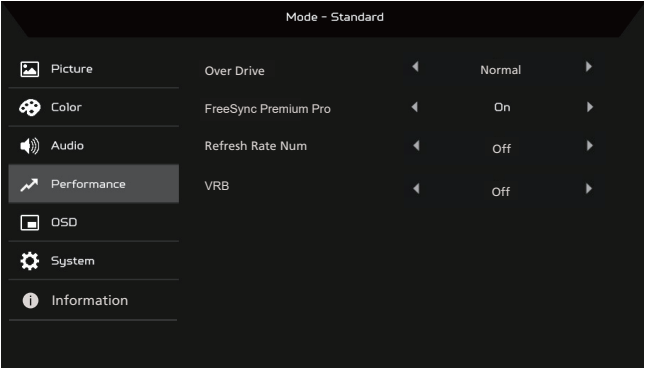 Mode - Standard
Picture
Over Drive Normal
Color
FreeSync Premium Pro On
Audio
Refresh Rate Num Off
Performance
VRB Off
OSD
System
Information